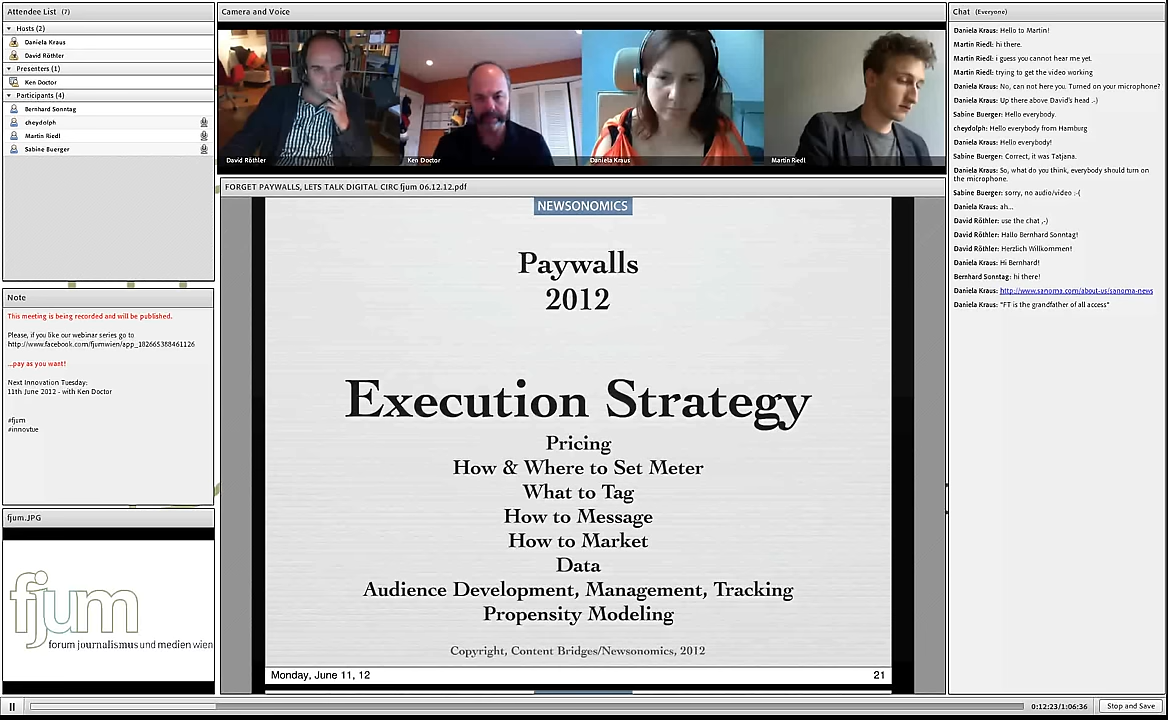 Attendee List (7)
Hosts (2)
Daniela Kraus
David Röthler
Presenters (1)
Ken Doctor
Participants (4)
Bernhard Sonntag
cheydolph
Martin Riedl
Sabine Buerger
Note
This meeting is being recorded and will be published.
Please, if you like our webinar series go to
http://www.facebook.com/fjumwien/app_182665388461126
...pay as you want!
Next Innovation Tuesday:
11th June 2012 - with Ken Doctor
#fjum
#innovtue
fjum.JPG
fjum
forum journalismus und medien wien
Camera and Voice
David Röthler
Ken Doctor
Daniela Kraus
Martin Riedl
FORGET PAYWALLS, LETS TALK DIGITAL CIRC fjum 06.12.12.pdf
NEWSONOMICS
Paywalls
2012
Execution Strategy
Pricing
How & Where to Set Meter
What to Tag
How to Message
How to Market
Data
Audience Development, Management, Tracking
Propensity Modeling
Copyright, Content Bridges/Newsonomics, 2012
Monday, June 11, 12 21
Chat (Everyone)
Daniela Kraus: Hello to Martin!
Martin Riedl: hi there.
Martin Riedl: i guess you cannot hear me yet.
Martin Riedl: trying to get the video working
Daniela Kraus: No, can not here you. Turned on your microphone?
Daniela Kraus: Up there above David's head :-)
Sabine Buerger: Hello everybody.
cheydolph: Hello everybody from Hamburg
Daniela Kraus: Hello everybody!
Sabine Buerger: Correct, it was Tatjana.
Daniela Kraus: So, what do you think, everybody should turn on
the microphone.
Sabine Buerger: sorry, no audio/video :-(
Daniela Kraus: ah...
David Röthler: use the chat ,-)
David Röthler: Hallo Bernhard Sonntag!
David Röthler: Herzlich Willkommen!
Daniela Kraus: Hi Bernhard!
Bernhard Sonntag: hi there!
Daniela Kraus: http://www.sanoma.com/about-us/sanoma-news
Daniela Kraus: "FT is the grandfather of all access"
0:12:23/1:06:36
Stop and Save